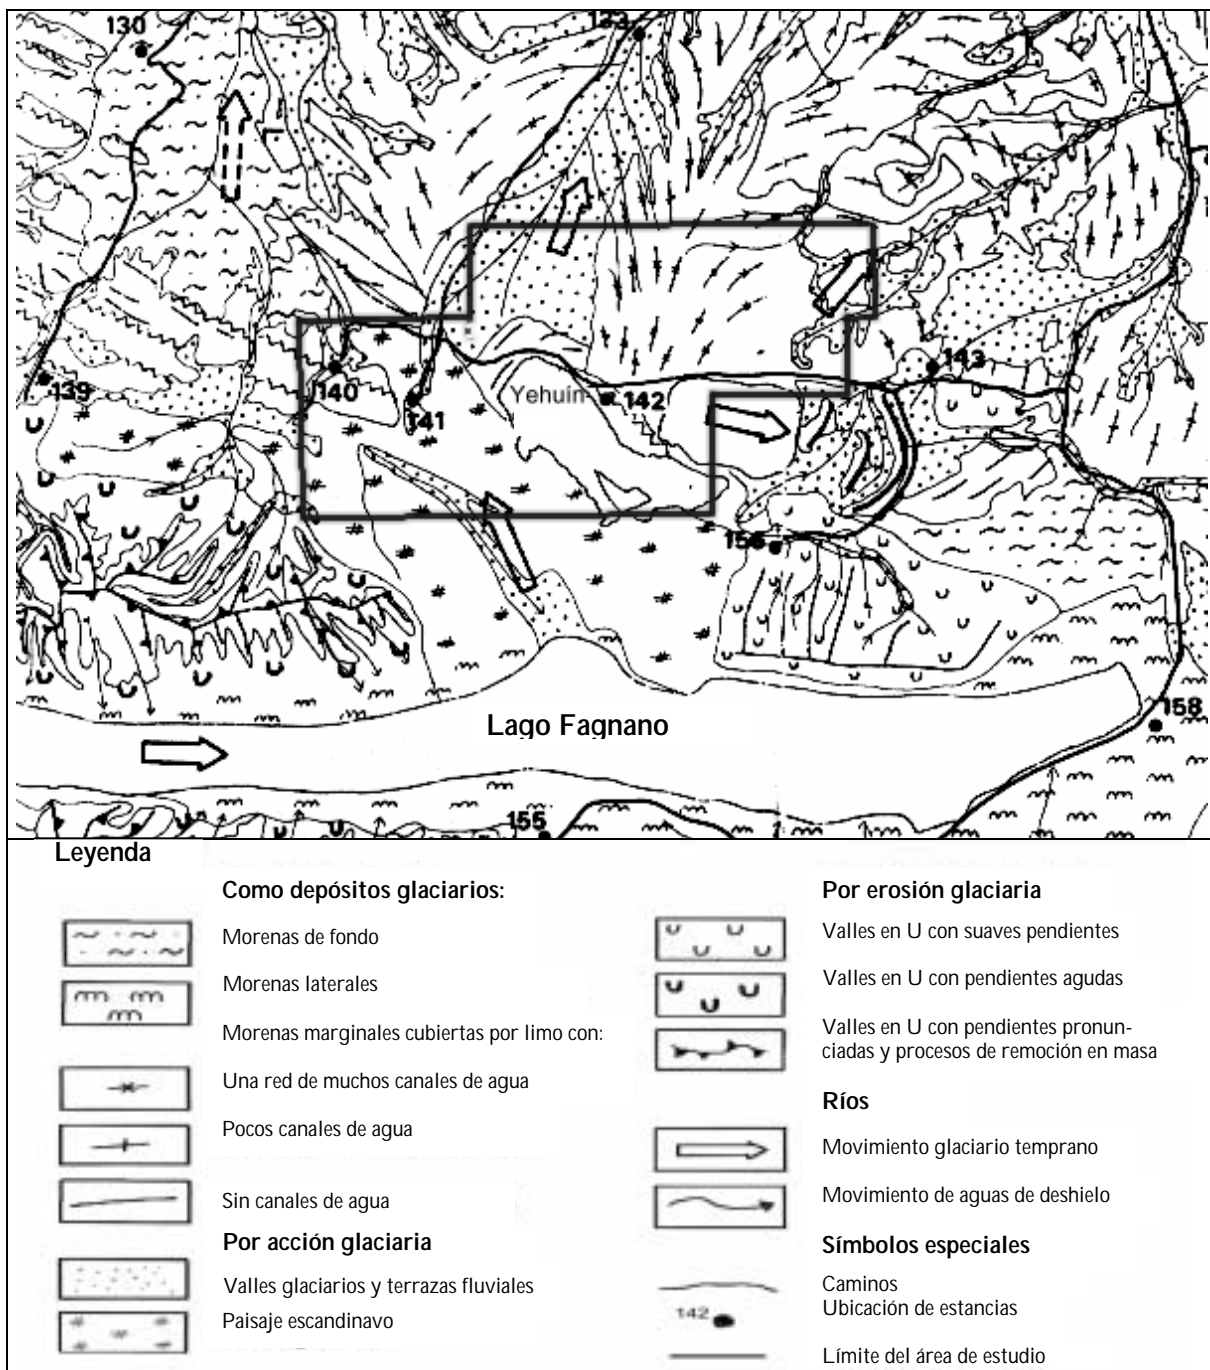 130
133
139
140
141
Yehuin
142
143
156
Lago Fagnano
158
155
Leyenda
Como depósitos glaciarios:
Morenas de fondo
Morenas laterales
Morenas marginales cubiertas por limo con:
Una red de muchos canales de agua
Pocos canales de agua
Sin canales de agua
Por acción glaciaria
Valles glaciarios y terrazas fluviales
Paisaje escandinavo
Por erosión glaciaria
Valles en U con suaves pendientes
Valles en U con pendientes agudas
Valles en U con pendientes pronun-
ciadas y procesos de remoción en masa
Ríos
Movimiento glaciario temprano
Movimiento de aguas de deshielo
Símbolos especiales
Caminos
142
Ubicación de estancias
Límite del área de estudio